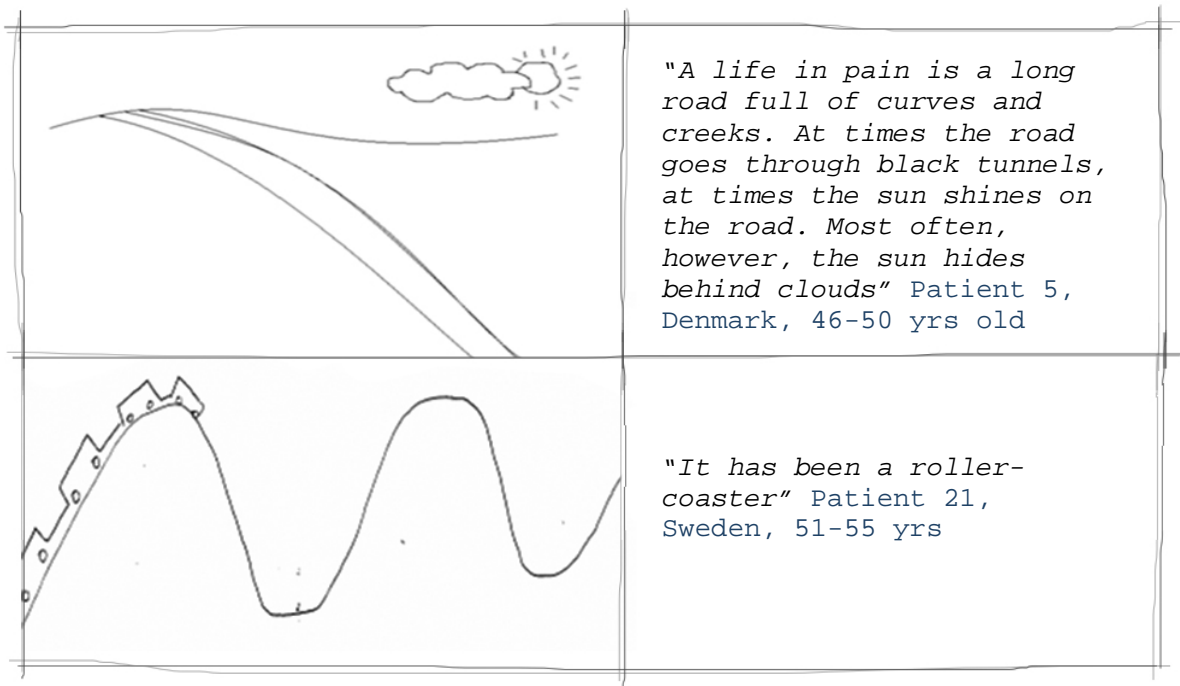 “A life in pain is a long
road full of curves and
creeks. At times the road
goes through black tunnels,
at times the sun shines on
the road. Most often,
however, the sun hides
behind clouds” Patient 5,
Denmark, 46-50 yrs old
“It has been a roller-
coaster” Patient 21,
Sweden, 51-55 yrs